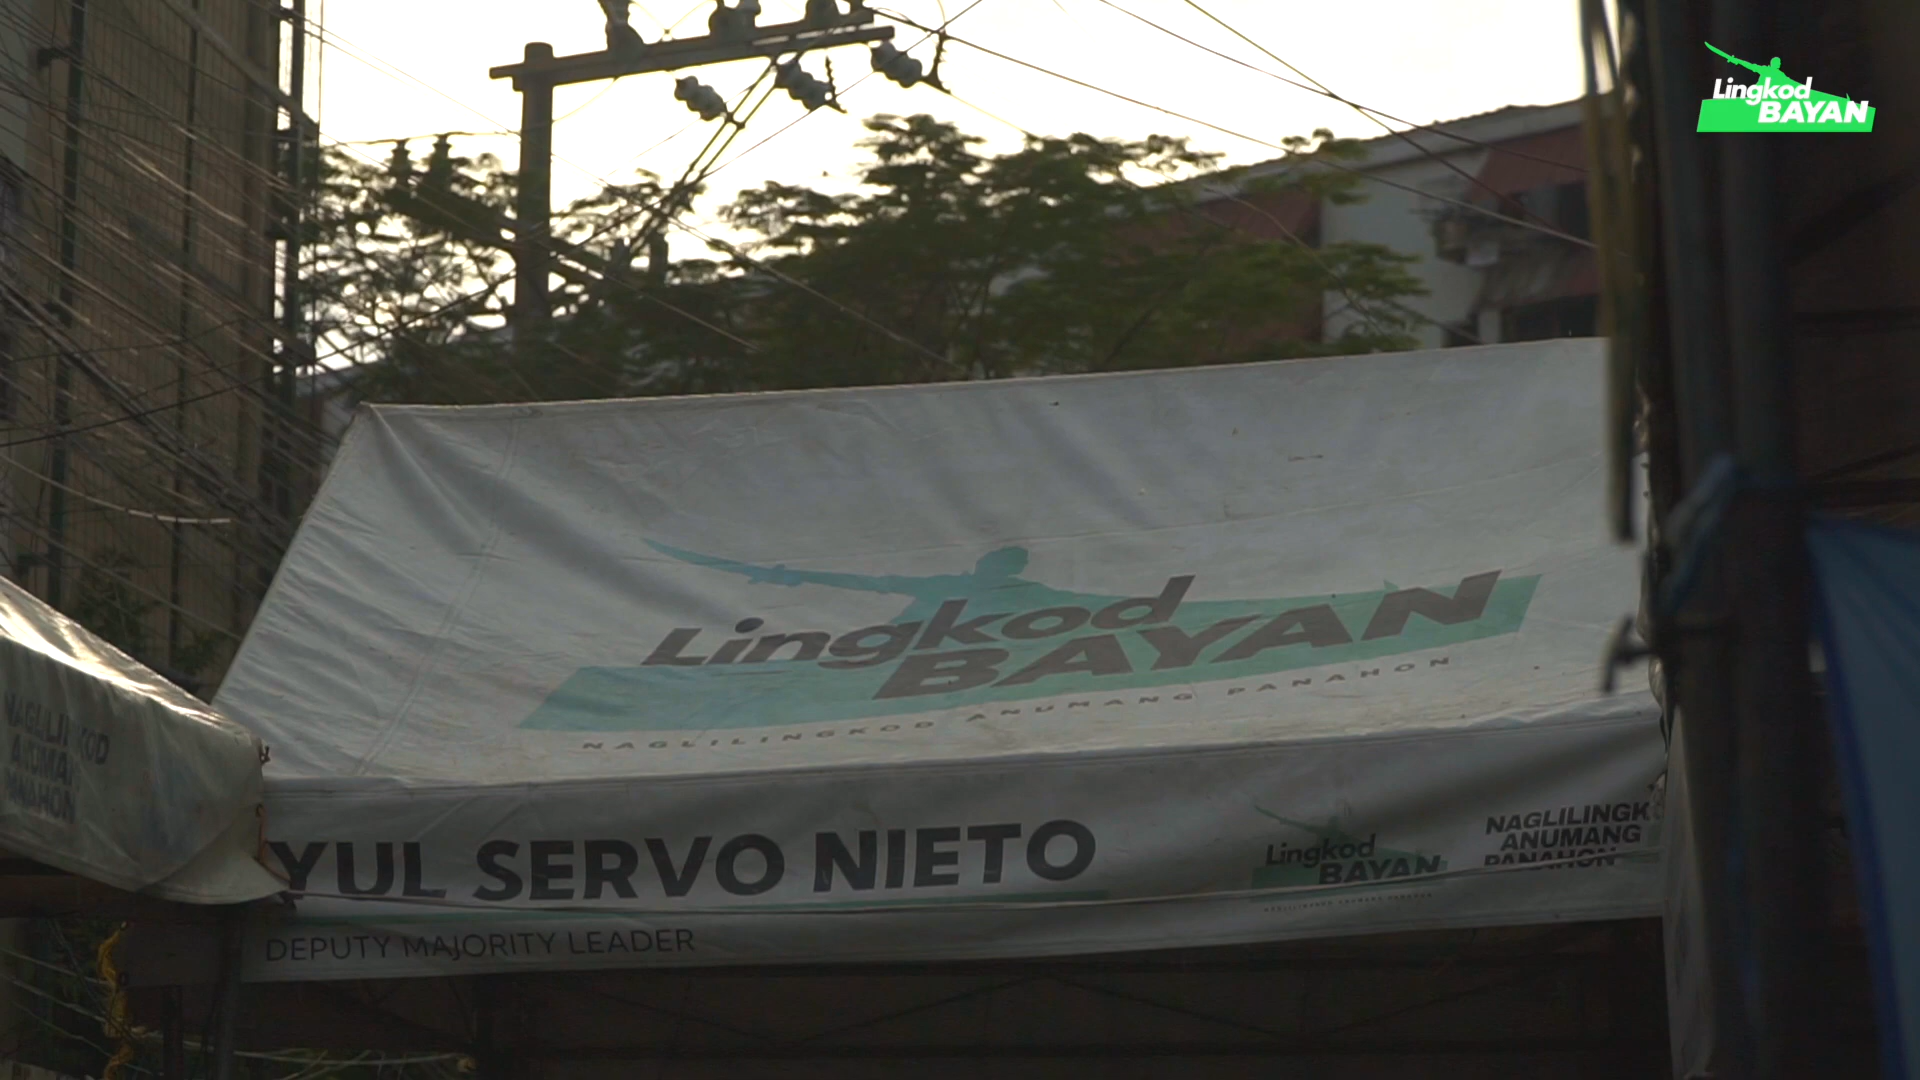 Lingkod
BAYAN
Lingkod
BAYAN
NAGLILINGKOD ANUMANG PANAHON
NAGLILINGKOD
ANUMANG
PANAHON
YUL SERVO NIETO
DEPUTY MAJORITY LEADER
Lingkod
BAYAN
NAGLILINGK
ANUMANG
PANAHON